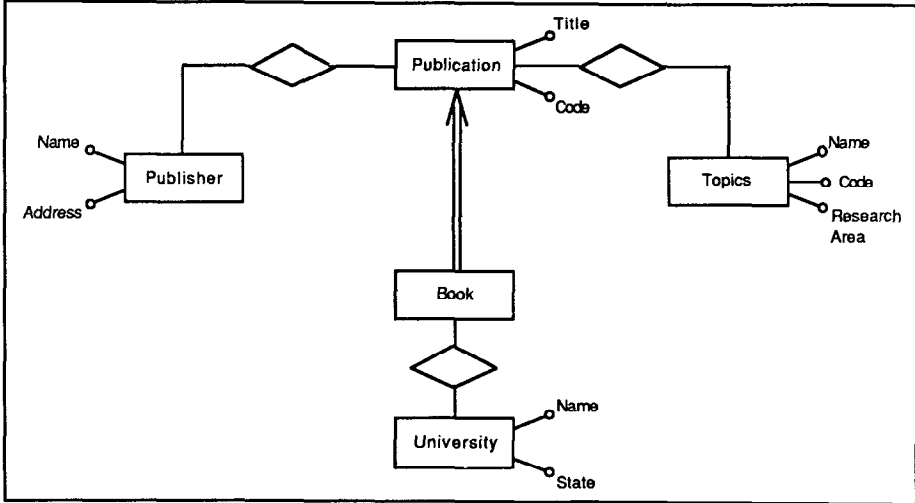 Title
Publication
Code
Name
Publisher
Address
Name
Topics
Code
Research
Area
Book
Name
University
State